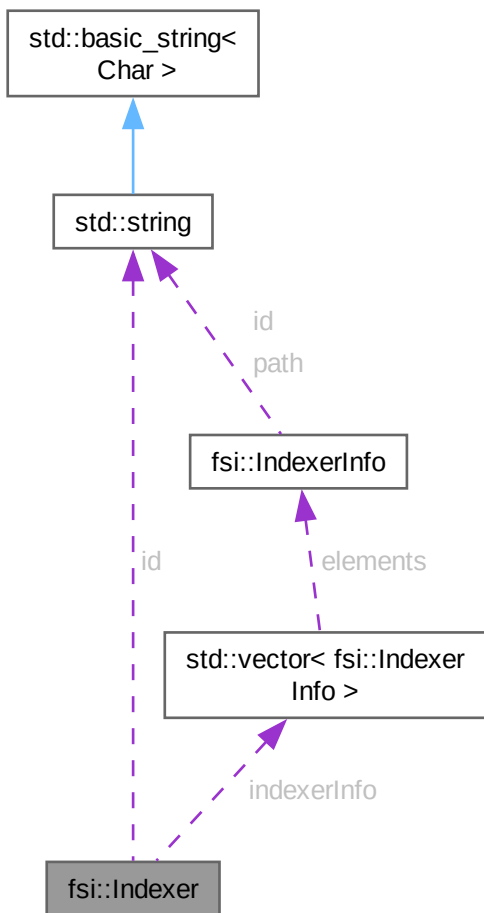 std::basic_string<
Char >
std::string
id
path
fsi::IndexerInfo
id
elements
std::vector< fsi::Indexer
Info >
indexerInfo
fsi::Indexer